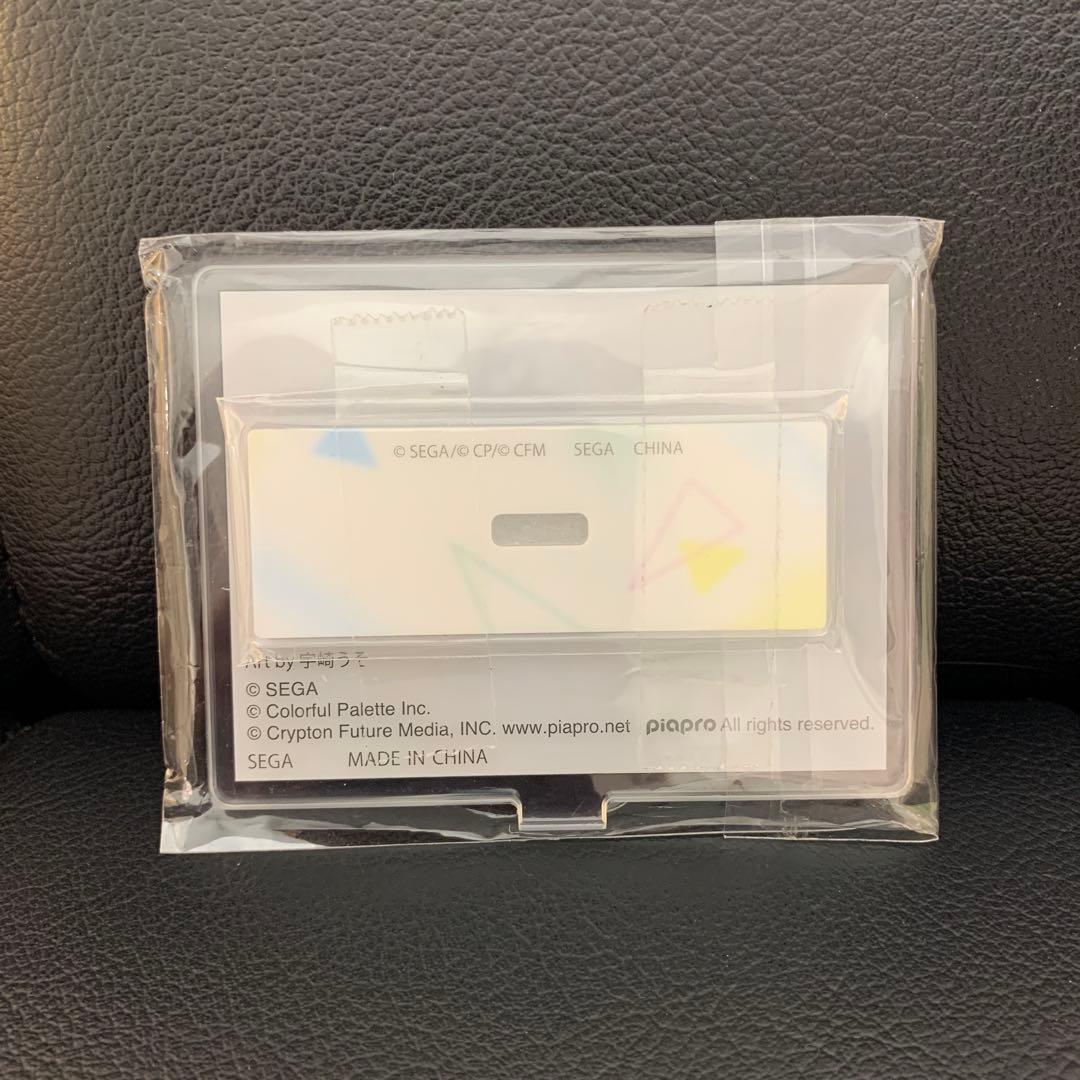 © SEGA/© CP/© CFM SEGA CHINA
Art by 宇崎うそ
© SEGA
© Colorful Palette Inc.
© Crypton Future Media, INC. www.piapro.net piapro All rights reserved.
SEGA MADE IN CHINA